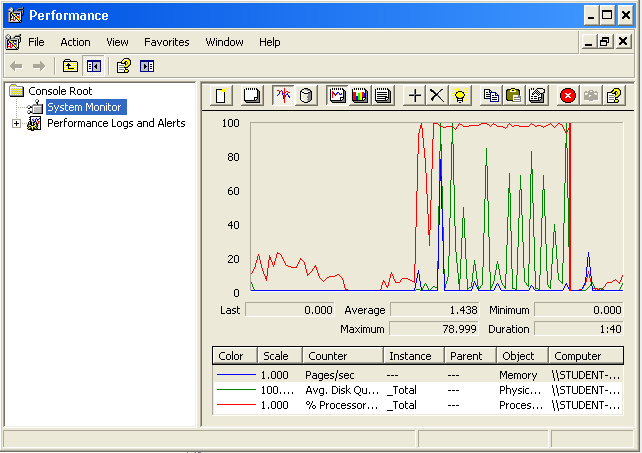 Performance
File Action View Favorites Window Help
Console Root
System Monitor
Performance Logs and Alerts
100
80
60
40
20
0
Last 0.000 Average 1.438 Minimum 0.000
Maximum 78.999 Duration 1:40
Color Scale Counter Instance Parent Object Computer
1.000 Pages/sec --- --- Memory \\STUDENT-...
100.... Avg. Disk Qu... _Total --- Physic... \\STUDENT-...
1.000 % Processor... _Total --- Proces... \\STUDENT-...